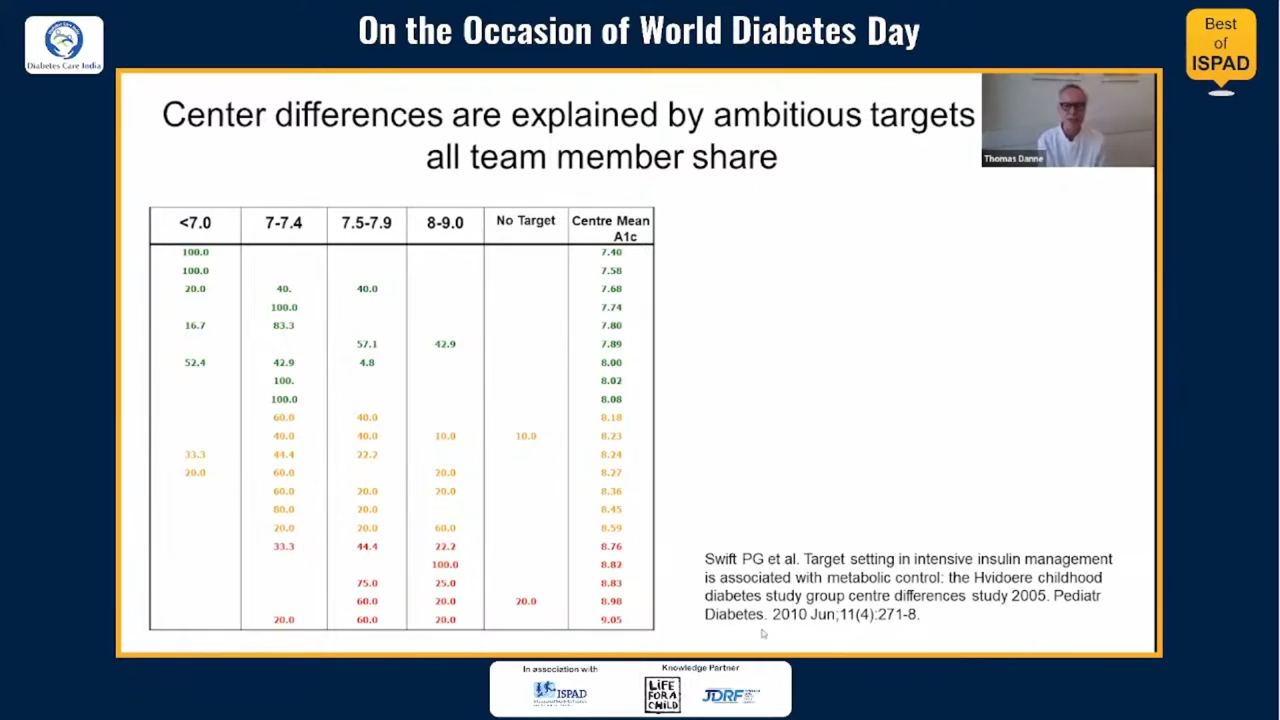 On the Occasion of World Diabetes Day
Diabetes Care India
Best
of
ISPAD
Center differences are explained by ambitious targets
all team member share
Thomas Danne
<7.0 7-7.4 7.5-7.9 8-9.0 No Target Centre Mean
A1c
100.0 7.40
100.0 7.58
20.0 40. 40.0 7.68
100.0 7.74
16.7 83.3 7.80
57.1 42.9 7.89
52.4 42.9 4.8 8.00
100. 8.02
100.0 8.08
60.0 40.0 8.18
40.0 40.0 10.0 10.0 8.23
33.3 44.4 22.2 8.24
20.0 60.0 20.0 8.27
60.0 20.0 20.0 8.36
80.0 20.0 8.45
20.0 20.0 60.0 8.59
33.3 44.4 22.2 8.76
100.0 8.82
75.0 25.0 8.83
60.0 20.0 20.0 8.98
20.0 60.0 20.0 9.05
Swift PG et al. Target setting in intensive insulin management
is associated with metabolic control: the Hvidoere childhood
diabetes study group centre differences study 2005. Pediatr
Diabetes. 2010 Jun;11(4):271-8.
In association with
ISPAD
Knowledge Partner
LIFE
FOR A
CHILD
JDRF